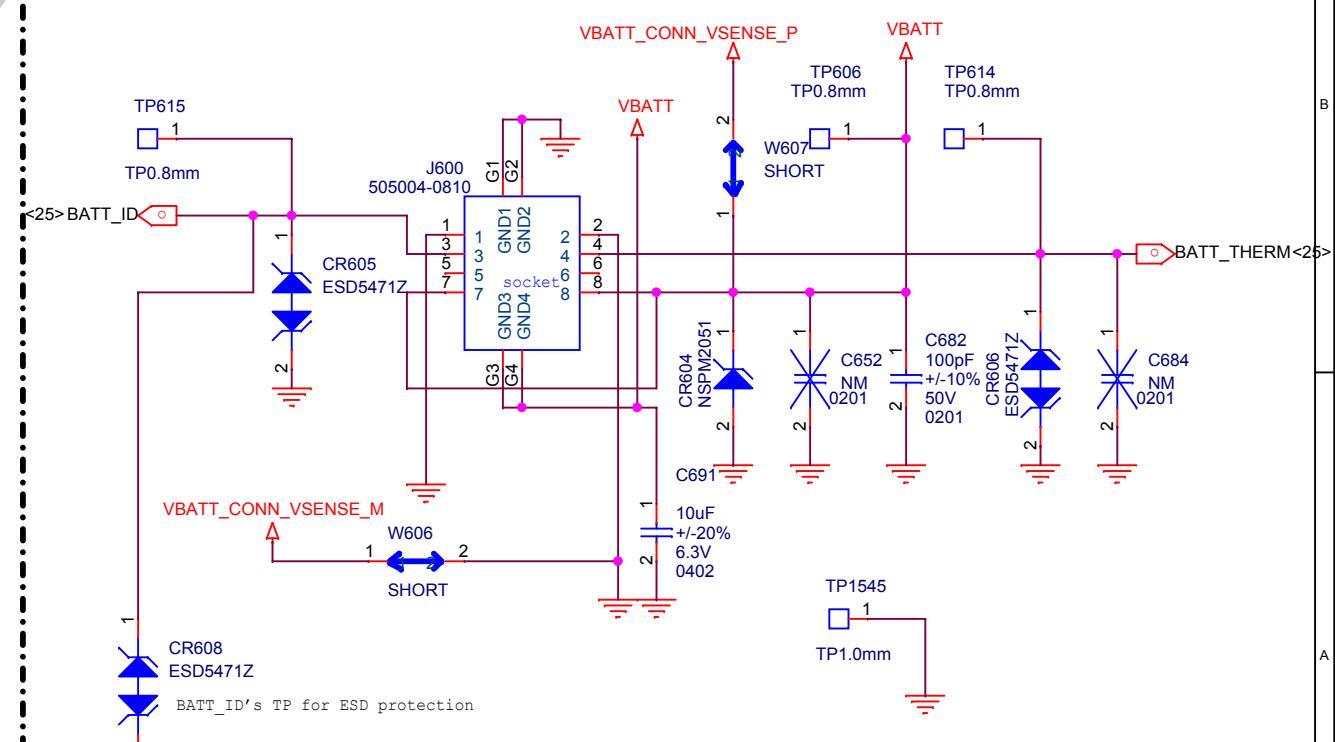 VBATT_CONN_VSENSE_P
VBATT
TP606
TP0.8mm
TP614
TP0.8mm
B
TP615
1
TP0.8mm
VBATT
2
W607
SHORT
1
1
1
J600
505004-0810
G1
G2
<25>
BATT_ID
1
3
5
7
1
3
5
7
GND1
GND2
socket
GND3
GND4
2
4
6
8
2
4
6
8
G3
G4
BATT_THERM
<25>
1
CR605
ESD5471Z
2
1
CR604
NSPM2051
2
1
C652
NM
0201
2
1
C682
100pF
+/-10%
50V
0201
2
1
CR606
ESD5471Z
2
1
C684
NM
0201
2
C691
1
10uF
+/-20%
6.3V
0402
2
VBATT_CONN_VSENSE_M
W606
1
2
SHORT
TP1545
1
TP1.0mm
A
1
CR608
ESD5471Z
BATT_ID's TP for ESD protection